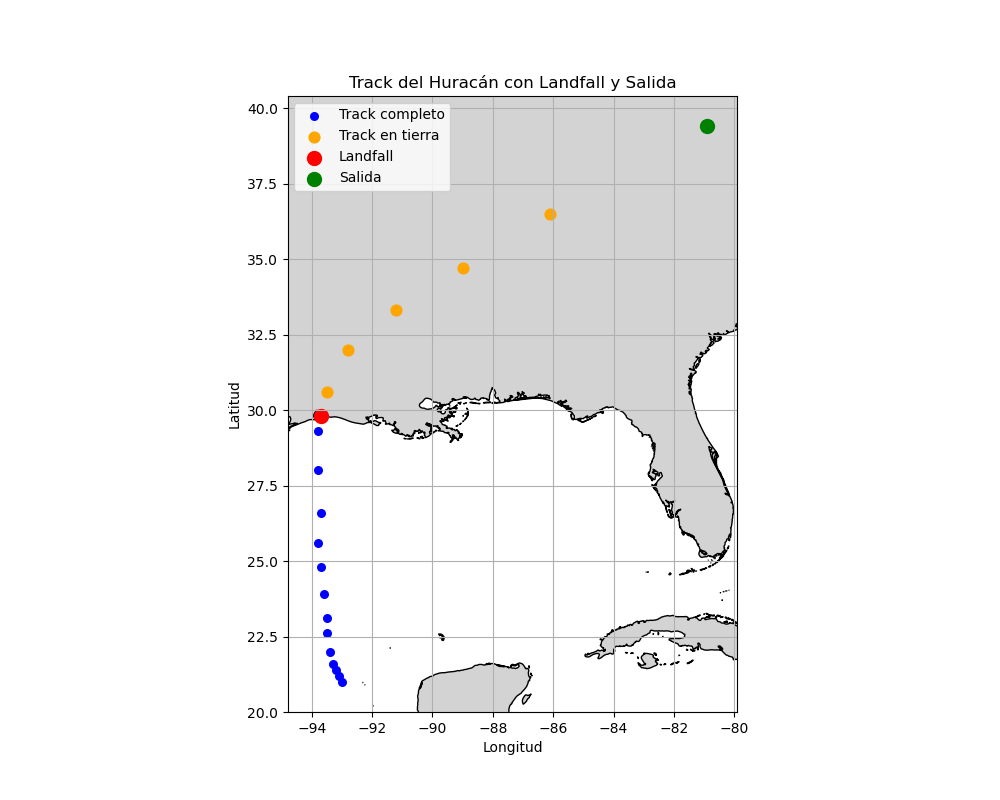 Track del Huracán con Landfall y Salida
40.0
37.5
35.0
32.5
30.0
27.5
25.0
22.5
20.0
Latitud
Track completo
Track en tierra
Landfall
Salida
−94
−92
−90
−88
−86
−84
−82
−80
Longitud